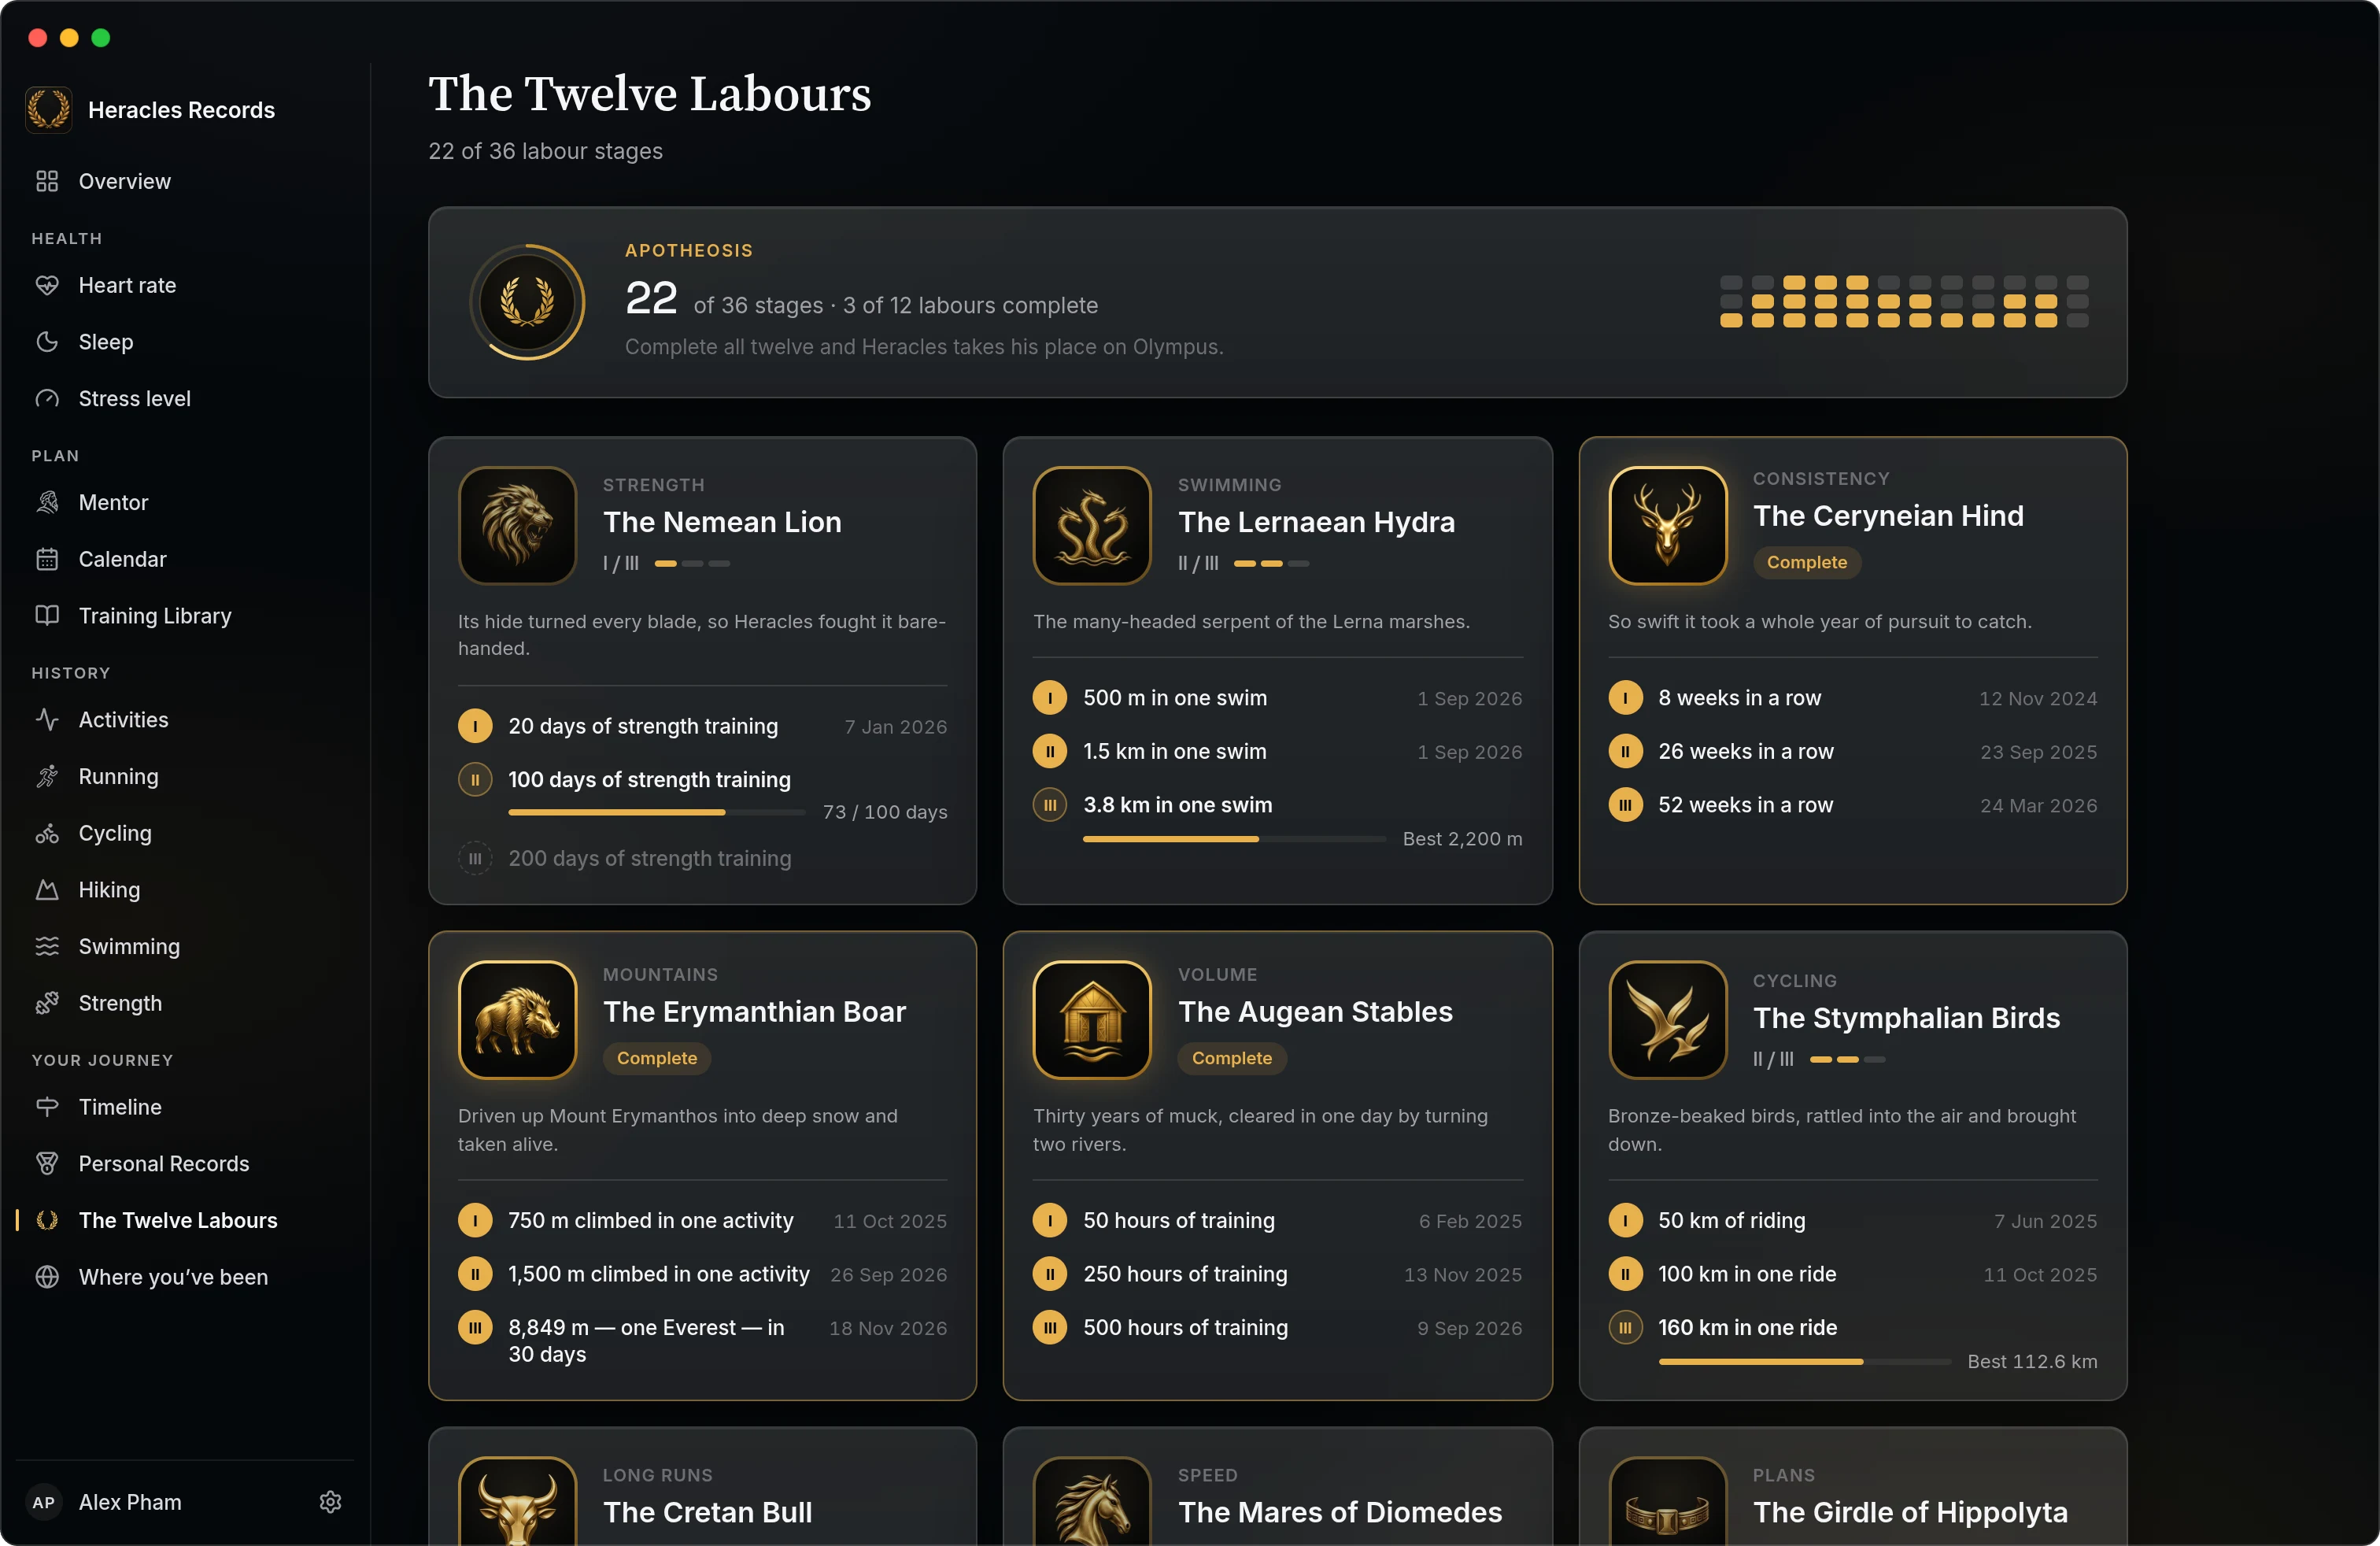 Heracles Records
Overview
HEALTH
Heart rate
Sleep
Stress level
PLAN
Mentor
Calendar
Training Library
HISTORY
Activities
Running
Cycling
Hiking
Swimming
Strength
YOUR JOURNEY
Timeline
Personal Records
The Twelve Labours
Where you’ve been
AP
Alex Pham
The Twelve Labours
22 of 36 labour stages
APOTHEOSIS
22 of 36 stages · 3 of 12 labours complete
Complete all twelve and Heracles takes his place on Olympus.
STRENGTH
The Nemean Lion
I / III
Its hide turned every blade, so Heracles fought it bare-
handed.
I 20 days of strength training 7 Jan 2026
II 100 days of strength training
73 / 100 days
III 200 days of strength training
SWIMMING
The Lernaean Hydra
II / III
The many-headed serpent of the Lerna marshes.
I 500 m in one swim 1 Sep 2026
II 1.5 km in one swim 1 Sep 2026
III 3.8 km in one swim
Best 2,200 m
CONSISTENCY
The Ceryneian Hind
Complete
So swift it took a whole year of pursuit to catch.
I 8 weeks in a row 12 Nov 2024
II 26 weeks in a row 23 Sep 2025
III 52 weeks in a row 24 Mar 2026
MOUNTAINS
The Erymanthian Boar
Complete
Driven up Mount Erymanthos into deep snow and
taken alive.
I 750 m climbed in one activity 11 Oct 2025
II 1,500 m climbed in one activity 26 Sep 2026
III 8,849 m — one Everest — in 18 Nov 2026
30 days
VOLUME
The Augean Stables
Complete
Thirty years of muck, cleared in one day by turning
two rivers.
I 50 hours of training 6 Feb 2025
II 250 hours of training 13 Nov 2025
III 500 hours of training 9 Sep 2026
CYCLING
The Stymphalian Birds
II / III
Bronze-beaked birds, rattled into the air and brought
down.
I 50 km of riding 7 Jun 2025
II 100 km in one ride 11 Oct 2025
III 160 km in one ride
Best 112.6 km
LONG RUNS
The Cretan Bull
SPEED
The Mares of Diomedes
PLANS
The Girdle of Hippolyta